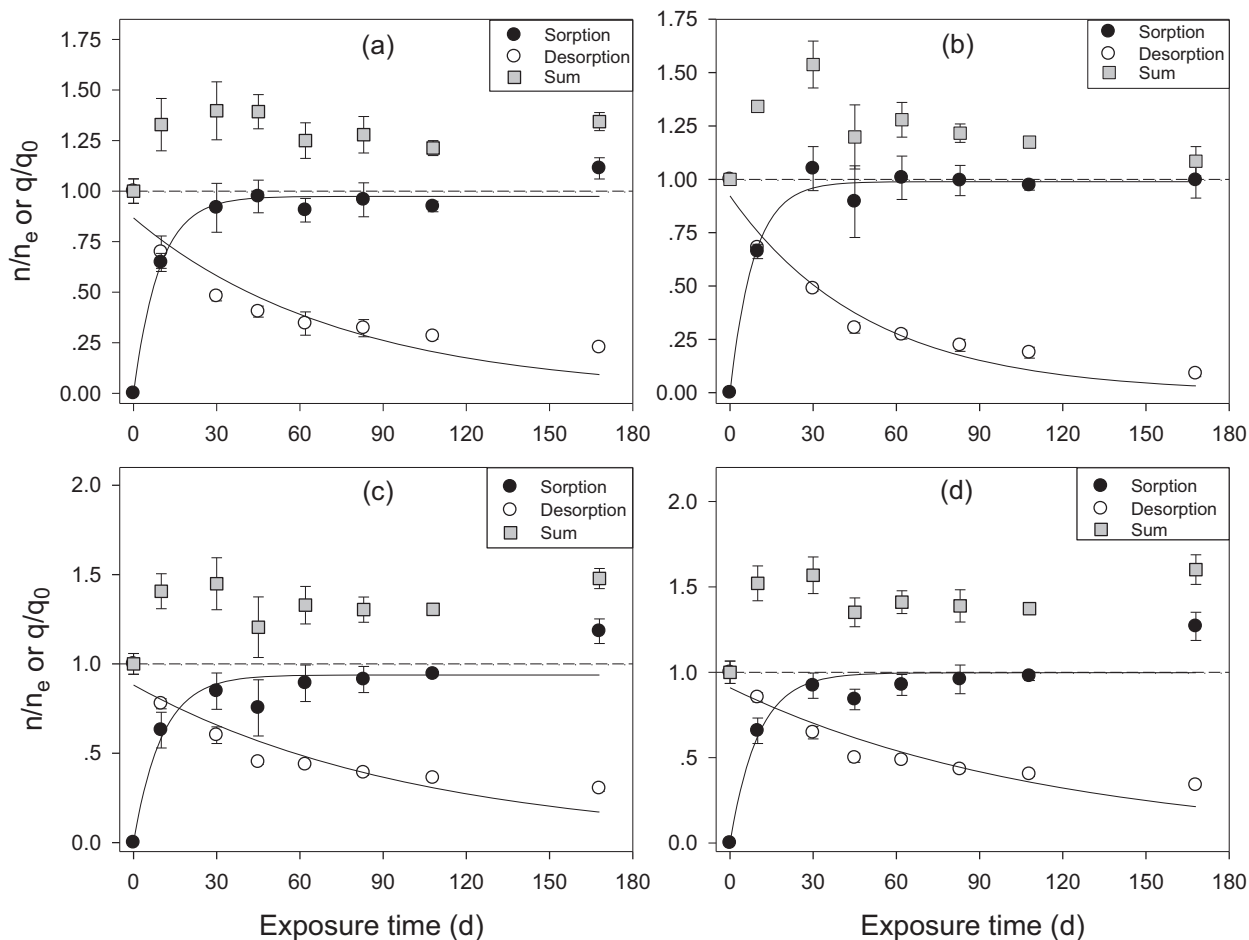 (a)
Sorption
Desorption
Sum
1.75
1.50
1.25
1.00
.75
.50
.25
0.00
n/nₑ or q/q₀
0 30 60 90 120 150 180
(b)
Sorption
Desorption
Sum
1.75
1.50
1.25
1.00
.75
.50
.25
0.00
0 30 60 90 120 150 180
(c)
Sorption
Desorption
Sum
2.0
1.5
1.0
.5
0.0
n/nₑ or q/q₀
0 30 60 90 120 150 180
Exposure time (d)
(d)
Sorption
Desorption
Sum
2.0
1.5
1.0
.5
0.0
0 30 60 90 120 150 180
Exposure time (d)